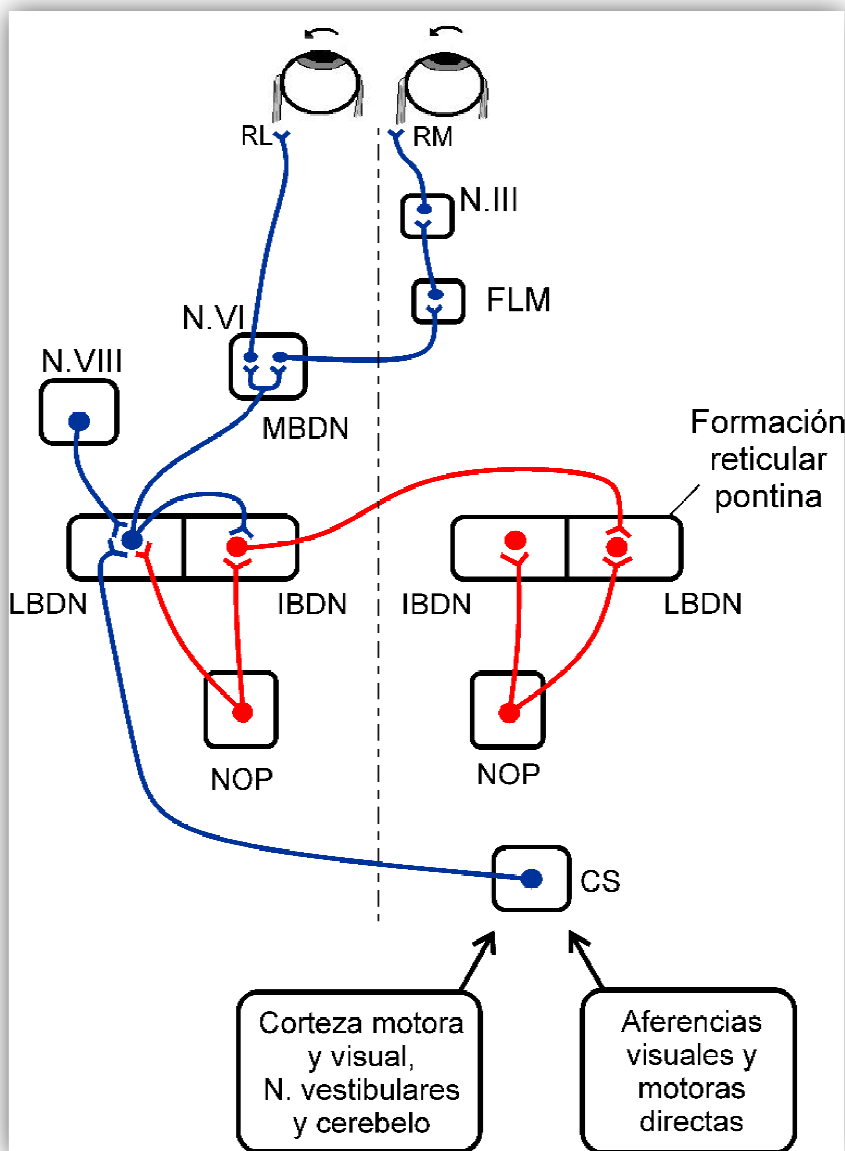 RL
RM
N.III
FLM
N.VI
N.VIII
MBDN
Formación
reticular
pontina
LBDN
IBDN
IBDN
LBDN
NOP
NOP
CS
Corteza motora
y visual,
N. vestibulares
y cerebelo
Aferencias
visuales y
motoras
directas